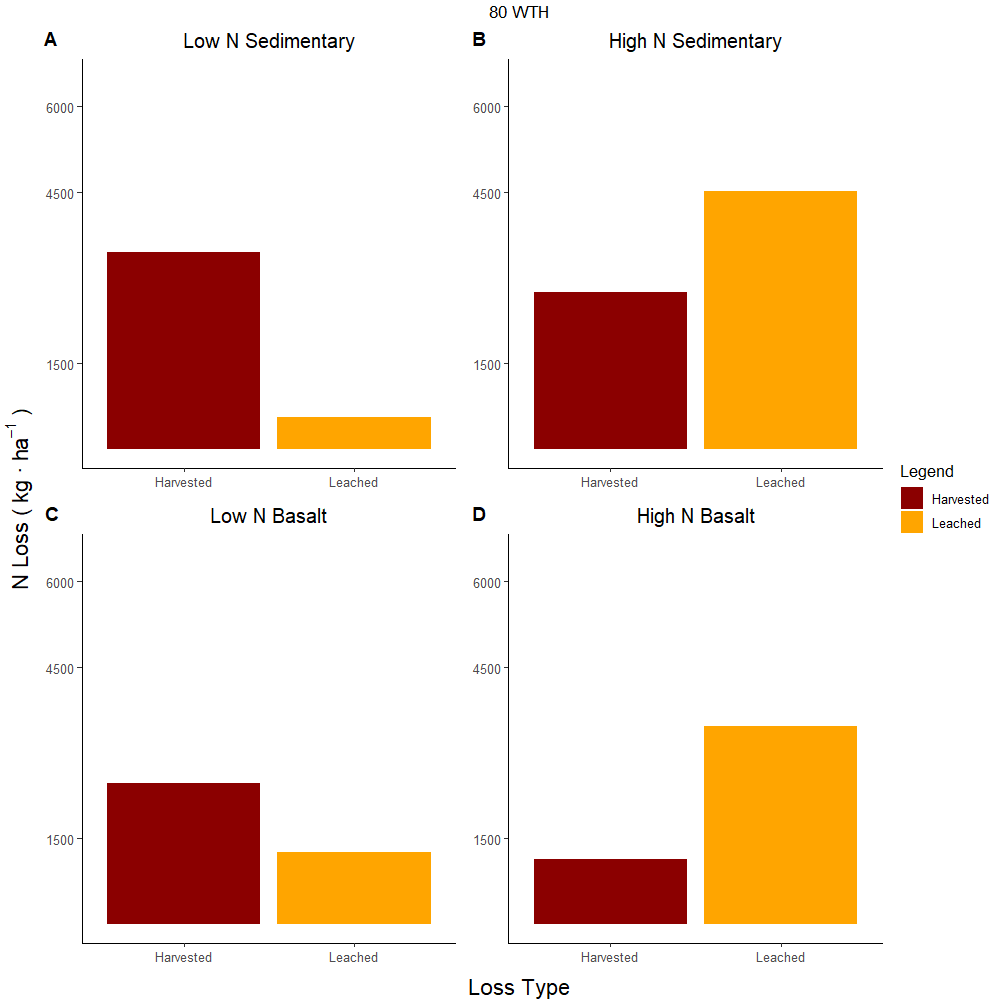 80 WTH
A Low N Sedimentary
B High N Sedimentary
6000
4500
1500
Harvested Leached
6000
4500
1500
Harvested Leached
N Loss ( kg · ha⁻¹ )
Legend
Harvested
Leached
C Low N Basalt
D High N Basalt
6000
4500
1500
Harvested Leached
6000
4500
1500
Harvested Leached
Loss Type